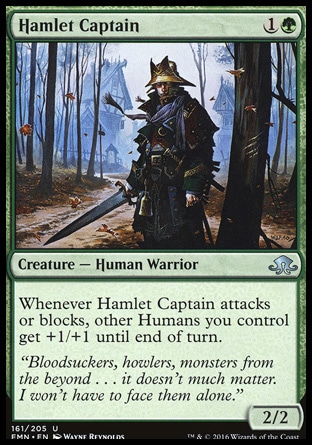 Hamlet Captain 1
Creature — Human Warrior
Whenever Hamlet Captain attacks
or blocks, other Humans you control
get +1/+1 until end of turn.
“Bloodsuckers, howlers, monsters from
the beyond . . . it doesn’t much matter.
I won’t have to face them alone.”
2/2
161/205 U
EMN • EN Wayne Reynolds
™ & © 2016 Wizards of the Coast